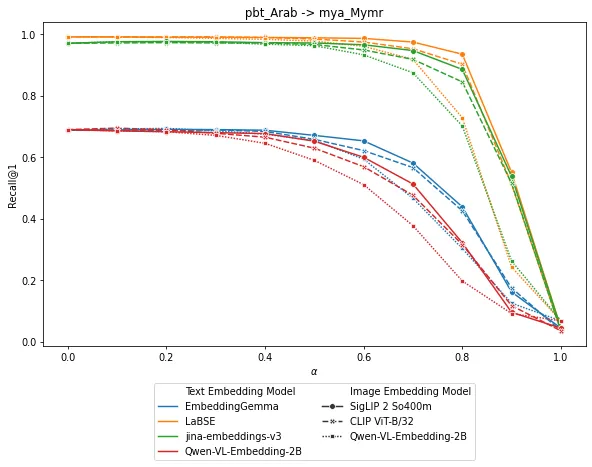 pbt_Arab -> mya_Mymr
Recall@1
1.0
0.8
0.6
0.4
0.2
0.0
0.0 0.2 0.4 0.6 0.8 1.0
α
Text Embedding Model
EmbeddingGemma
LaBSE
jina-embeddings-v3
Qwen-VL-Embedding-2B
Image Embedding Model
SigLIP 2 So400m
CLIP ViT-B/32
Qwen-VL-Embedding-2B